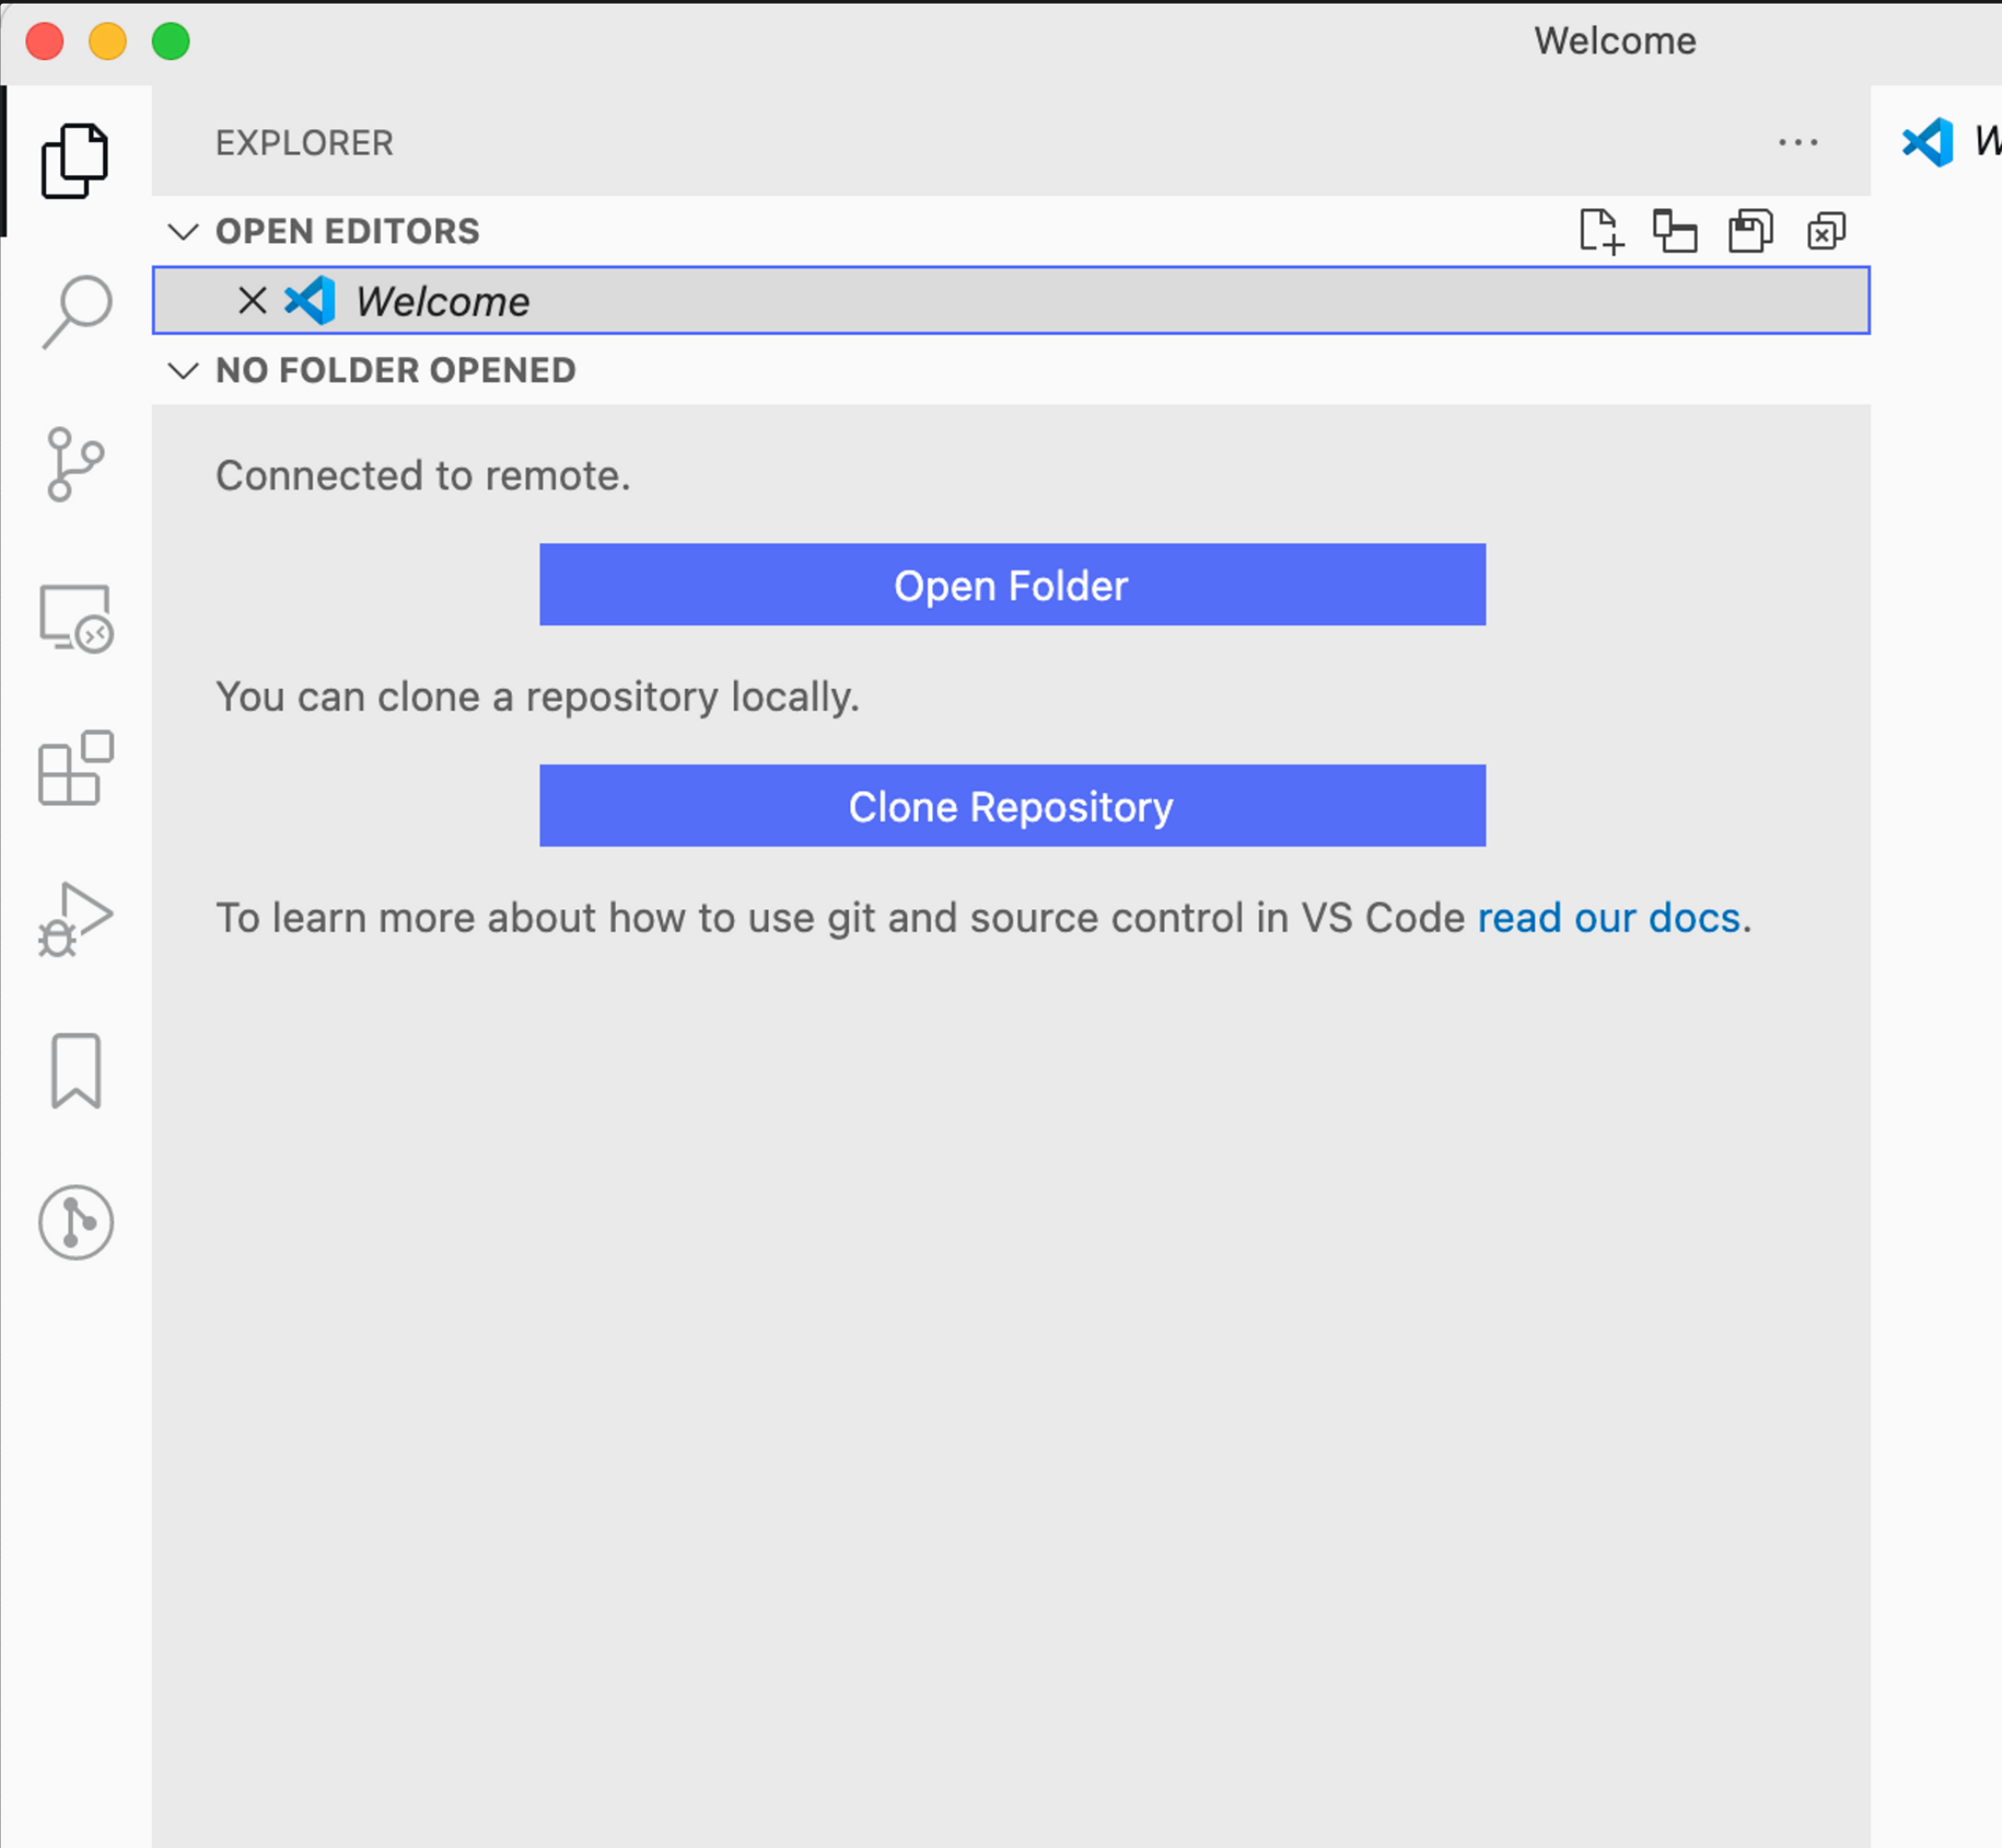 Welcome
EXPLORER
OPEN EDITORS
Welcome
NO FOLDER OPENED
Connected to remote.
Open Folder
You can clone a repository locally.
Clone Repository
To learn more about how to use git and source control in VS Code read our docs.